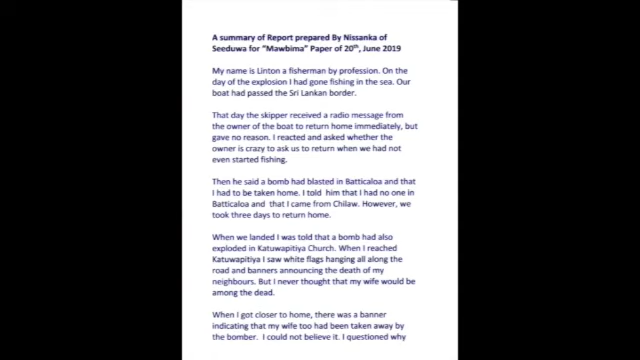 A summary of Report prepared By Nissanka of
Seeduwa for “Mawbima” Paper of 20th, June 2019
My name is Linton a fisherman by profession. On the
day of the explosion I had gone fishing in the sea. Our
boat had passed the Sri Lankan border.
That day the skipper received a radio message from
the owner of the boat to return home immediately, but
gave no reason. I reacted and asked whether the
owner is crazy to ask us to return when we had not
even started fishing.
Then he said a bomb had blasted in Batticaloa and that
I had to be taken home. I told him that I had no one in
Batticaloa and that I came from Chilaw. However, we
took three days to return home.
When we landed I was told that a bomb had also
exploded in Katuwapitiya Church. When I reached
Katuwapitiya I saw white flags hanging all along the
road and banners announcing the death of my
neighbours. But I never thought that my wife would be
among the dead.
When I got closer to home, there was a banner
indicating that my wife too had been taken away by
the bomber. I could not believe it. I questioned why